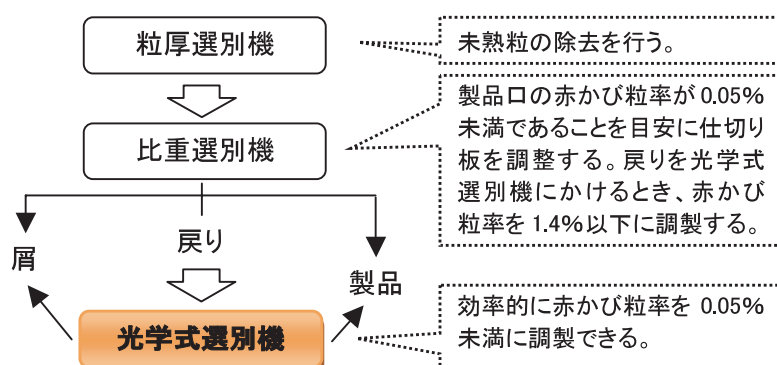 粒厚選別機
未熟粒の除去を行う。
比重選別機
製品口の赤かび粒率が 0.05%
未満であることを目安に仕切り
板を調整する。戻りを光学式
選別機にかけるとき、赤かび
粒率を 1.4%以下に調製する。
屑
戻り
製品
光学式選別機
効率的に赤かび粒率を 0.05%
未満に調製できる。